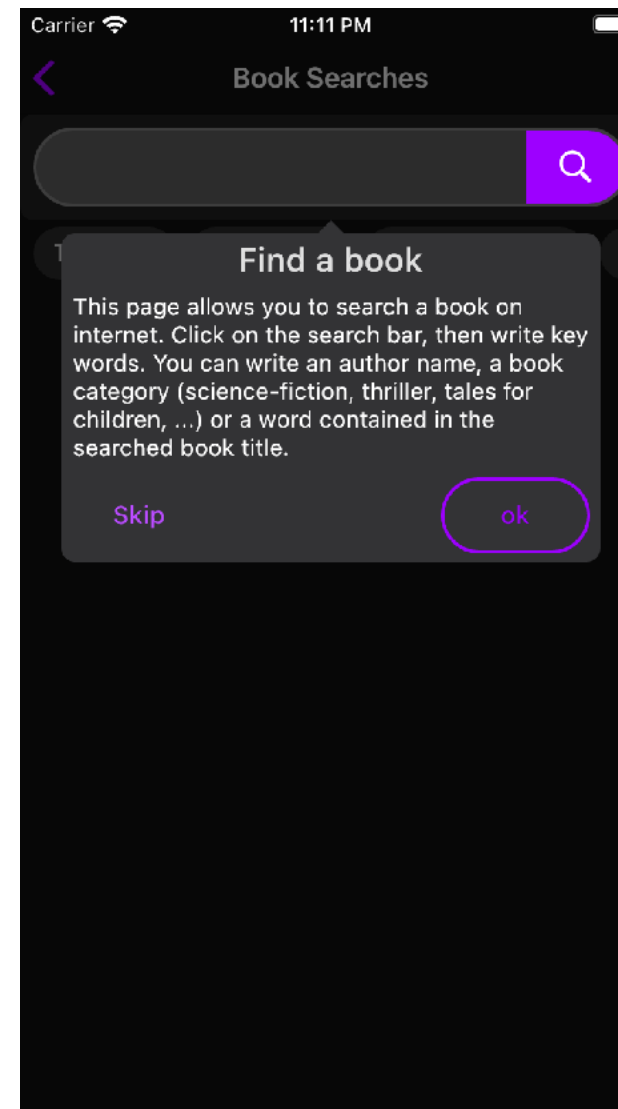 Carrier
11:11 PM
Book Searches
Find a book
This page allows you to search a book on
internet. Click on the search bar, then write key
words. You can write an author name, a book
category (science-fiction, thriller, tales for
children, ...) or a word contained in the
searched book title.
Skip
ok